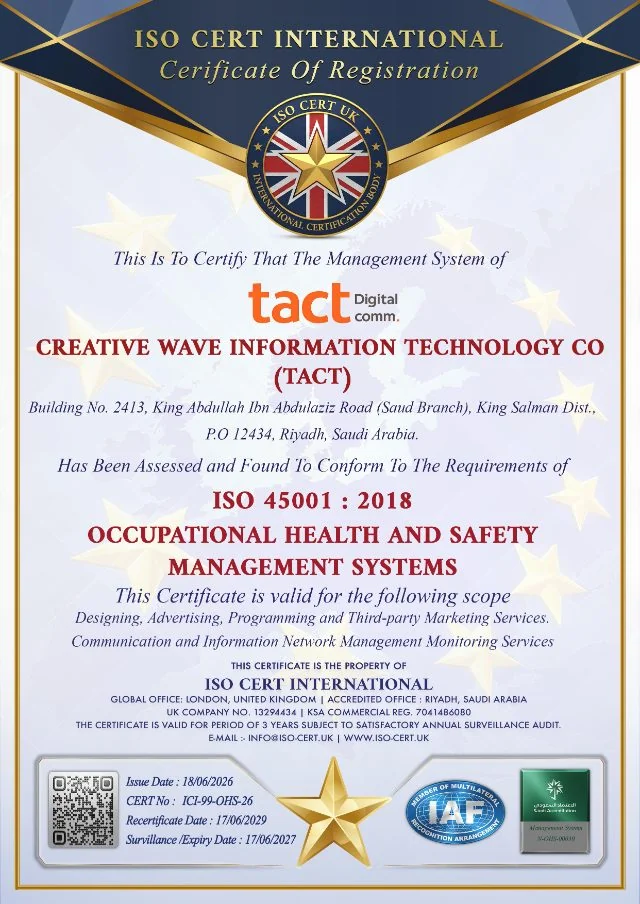 ISO CERT INTERNATIONAL
Cerificate Of Registration
ISO CERT UK
INTERNATIONAL CERTIFICATION BODY
This Is To Certify That The Management System of
tact Digital comm.
CREATIVE WAVE INFORMATION TECHNOLOGY CO
(TACT)
Building No. 2413, King Abdullah Ibn Abdulaziz Road (Saud Branch), King Salman Dist.,
P.O 12434, Riyadh, Saudi Arabia.
Has Been Assessed and Found To Conform To The Requirements of
ISO 45001 : 2018
OCCUPATIONAL HEALTH AND SAFETY
MANAGEMENT SYSTEMS
This Certificate is valid for the following scope
Designing, Advertising, Programming and Third-party Marketing Services.
Communication and Information Network Management Monitoring Services
THIS CERTIFICATE IS THE PROPERTY OF
ISO CERT INTERNATIONAL
GLOBAL OFFICE: LONDON, UNITED KINGDOM | ACCREDITED OFFICE : RIYADH, SAUDI ARABIA
UK COMPANY NO. 13294434 | KSA COMMERCIAL REG. 7041486080
THE CERTIFICATE IS VALID FOR PERIOD OF 3 YEARS SUBJECT TO SATISFACTORY ANNUAL SURVEILLANCE AUDIT.
E-MAIL :- INFO@ISO-CERT.UK | WWW.ISO-CERT.UK
Issue Date : 18/06/2026
CERT No : ICI-99-OHS-26
Recertificate Date : 17/06/2029
Survillance /Expiry Date : 17/06/2027
MEMBER OF MULTILATERAL
IAF
RECOGNITION ARRANGEMENT
الاعتماد السعودي
Saudi Accreditation
Management Systems